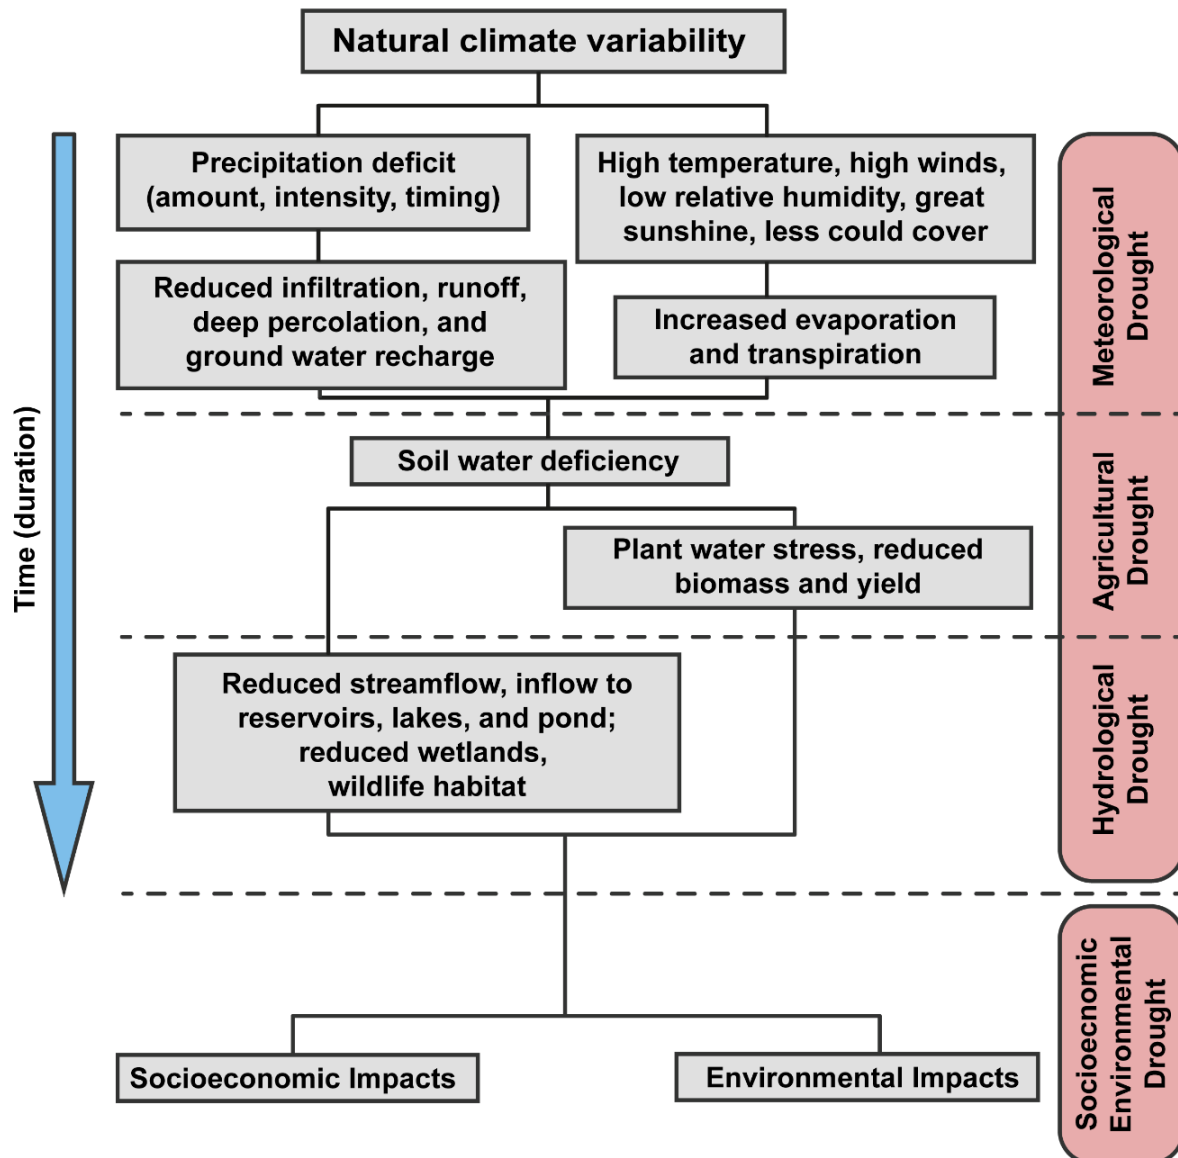 Natural climate variability
Precipitation deficit
(amount, intensity, timing)
High temperature, high winds,
low relative humidity, great
sunshine, less could cover
Reduced infiltration, runoff,
deep percolation, and
ground water recharge
Increased evaporation
and transpiration
Meteorological
Drought
Time (duration)
Soil water deficiency
Plant water stress, reduced
biomass and yield
Agricultural
Drought
Reduced streamflow, inflow to
reservoirs, lakes, and pond;
reduced wetlands,
wildlife habitat
Hydrological
Drought
Socioeconomic Impacts
Environmental Impacts
Socioecnomic
Environmental
Drought